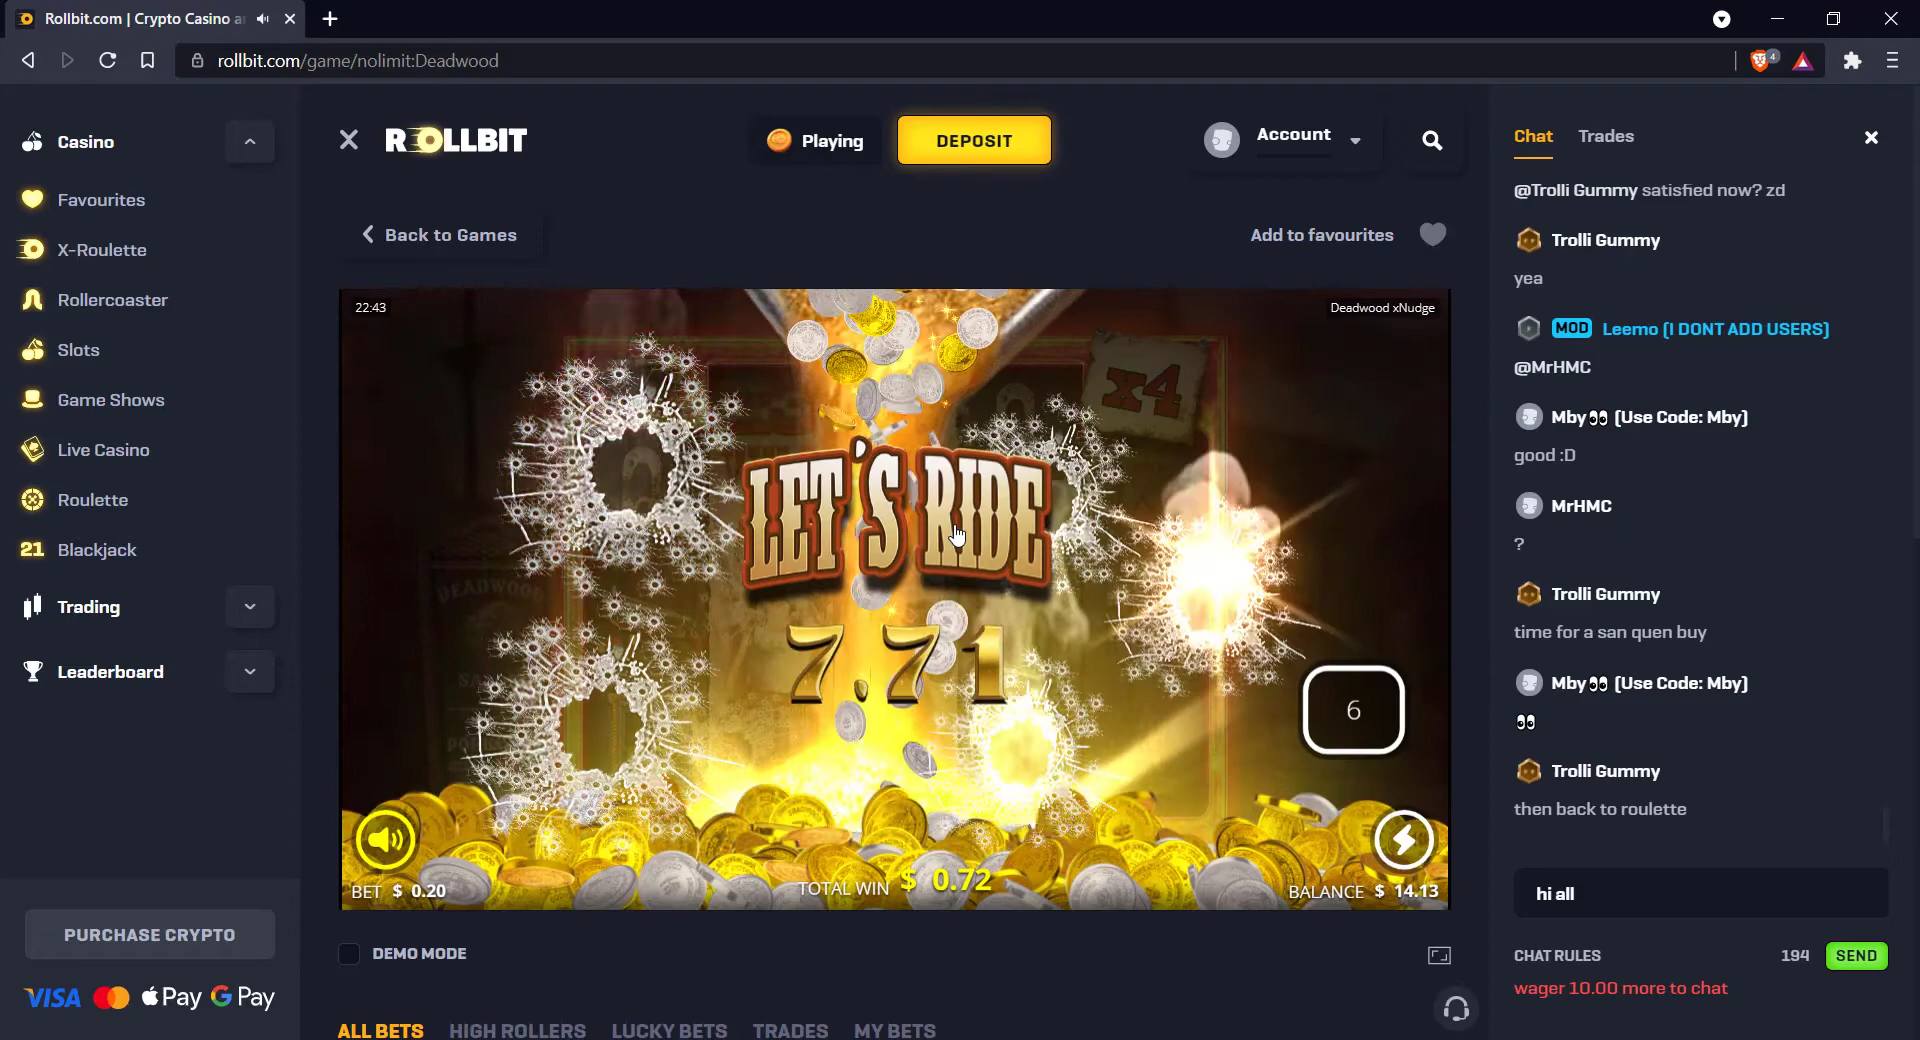 Rollbit.com | Crypto Casino a
rollbit.com/game/nolimit:Deadwood
4
Casino
Favourites
X-Roulette
Rollercoaster
Slots
Game Shows
Live Casino
Roulette
21 Blackjack
Trading
Leaderboard
PURCHASE CRYPTO
VISA Pay G Pay
ROLLBIT
Playing
DEPOSIT
Account
Back to Games
Add to favourites
22:43
Deadwood xNudge
x4
DEADWOOD
LET'S RIDE
7.71
6
BET $ 0.20
TOTAL WIN $ 0.72
BALANCE $ 14.13
DEMO MODE
ALL BETS HIGH ROLLERS LUCKY BETS TRADES MY BETS
Chat Trades
@Trolli Gummy satisfied now? zd
Trolli Gummy
yea
MOD Leemo (I DONT ADD USERS)
@MrHMC
Mby👀 (Use Code: Mby)
good :D
MrHMC
?
Trolli Gummy
time for a san quen buy
Mby👀 (Use Code: Mby)
👀
Trolli Gummy
then back to roulette
hi all
CHAT RULES 194 SEND
wager 10.00 more to chat